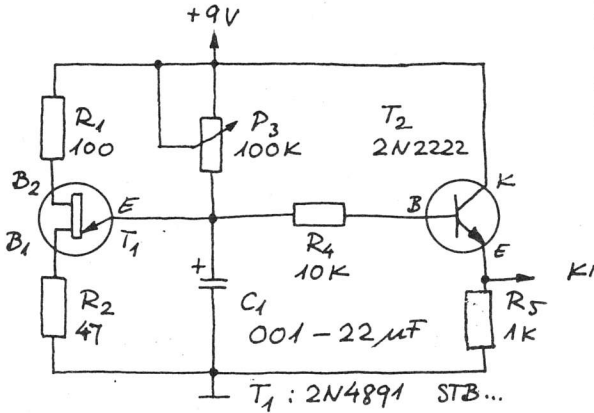 +9V
R1
100
P3
100K
T2
2N2222
B2
E
B1
T1
R2
47
R4
10K
B
K
E
R5
1K
+
C1
001-22µF
T1: 2N4891
STB...